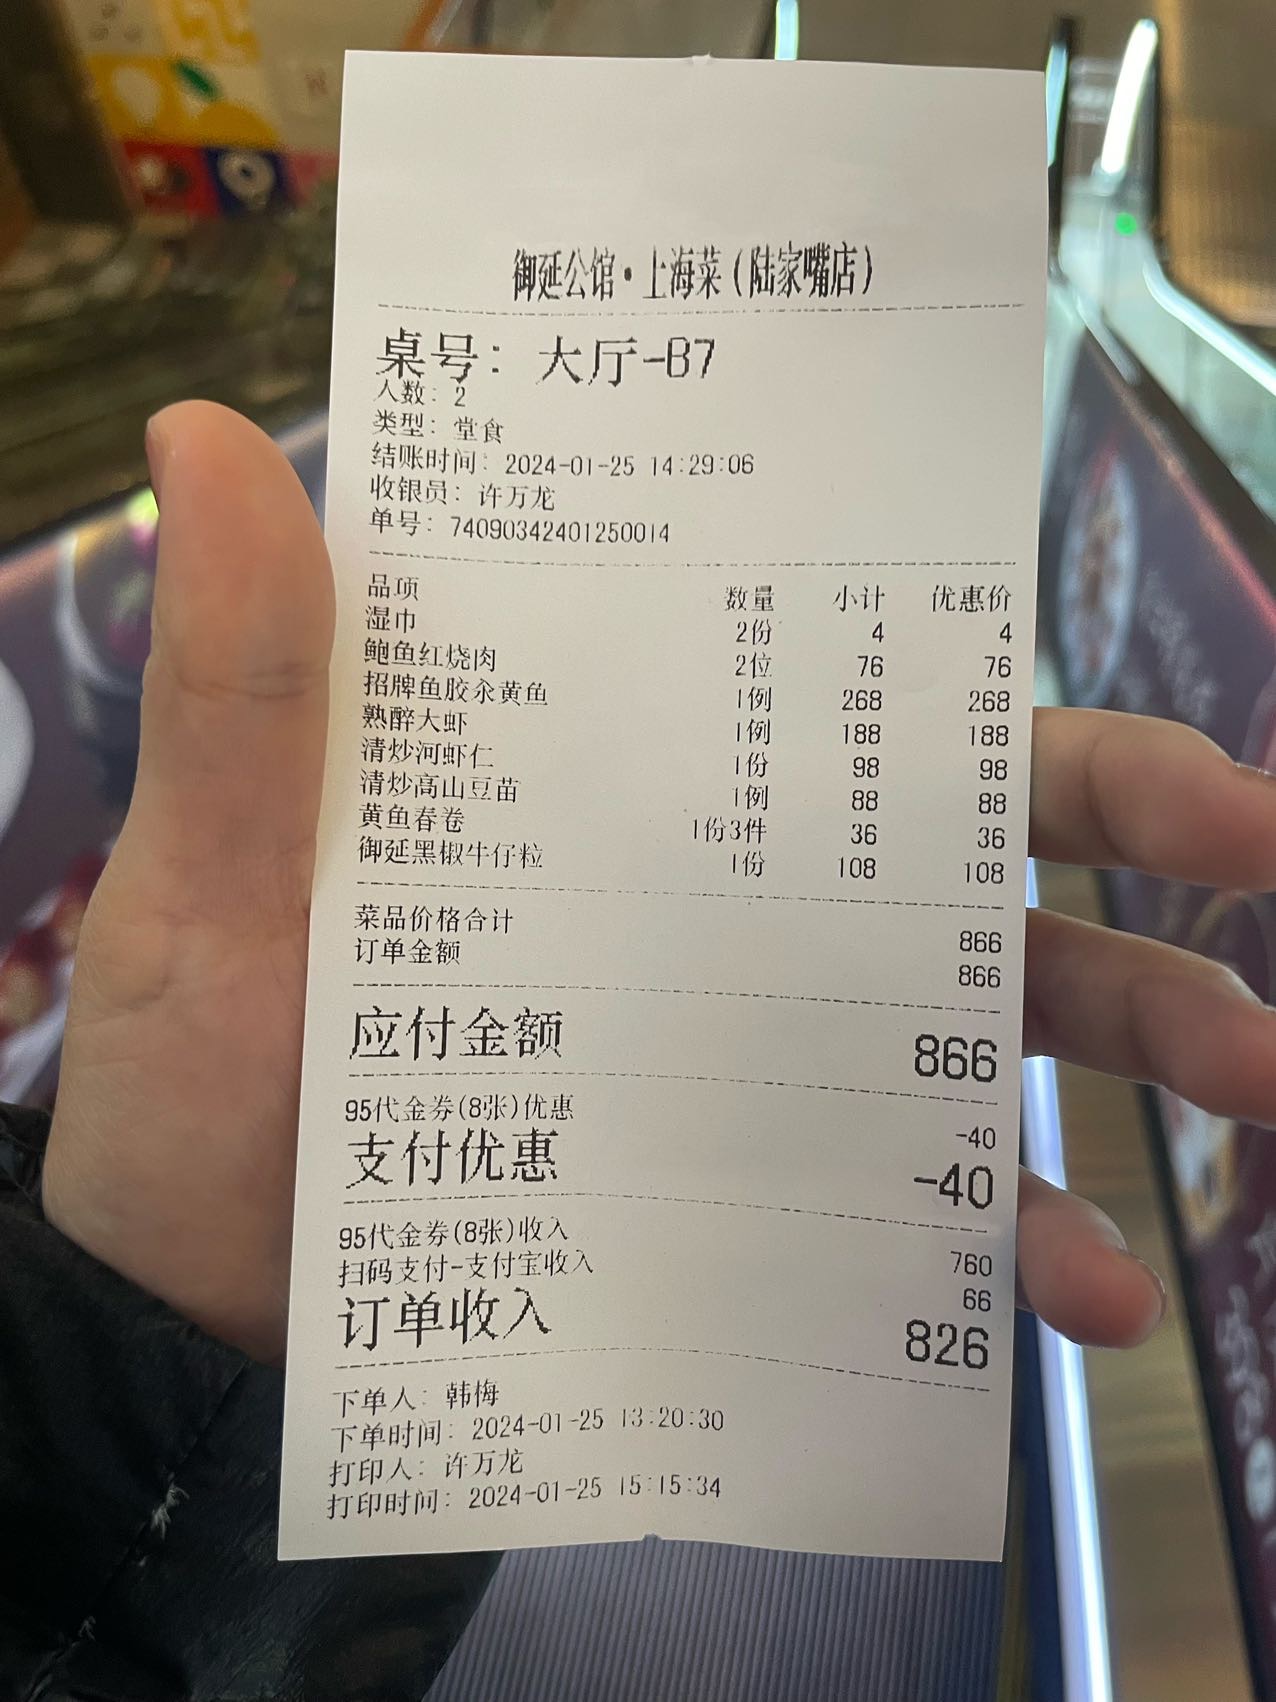 御延公馆·上海菜(陆家嘴店)
桌号: 大厅-B7
人数: 2
类型: 堂食
结账时间: 2024-01-25 14:29:06
收银员: 许万龙
单号: 74090342401250014
品项 数量 小计 优惠价
湿巾 2份 4 4
鲍鱼红烧肉 2位 76 76
招牌鱼胶氽黄鱼 1例 268 268
熟醉大虾 1例 188 188
清炒河虾仁 1份 98 98
清炒高山豆苗 1例 88 88
黄鱼春卷 1份3件 36 36
御延黑椒牛仔粒 1份 108 108
菜品价格合计 866
订单金额 866
应付金额 866
95代金券(8张)优惠 -40
支付优惠 -40
95代金券(8张)收入 760
扫码支付-支付宝收入 66
订单收入 826
下单人: 韩梅
下单时间: 2024-01-25 13:20:30
打印人: 许万龙
打印时间: 2024-01-25 15:15:34